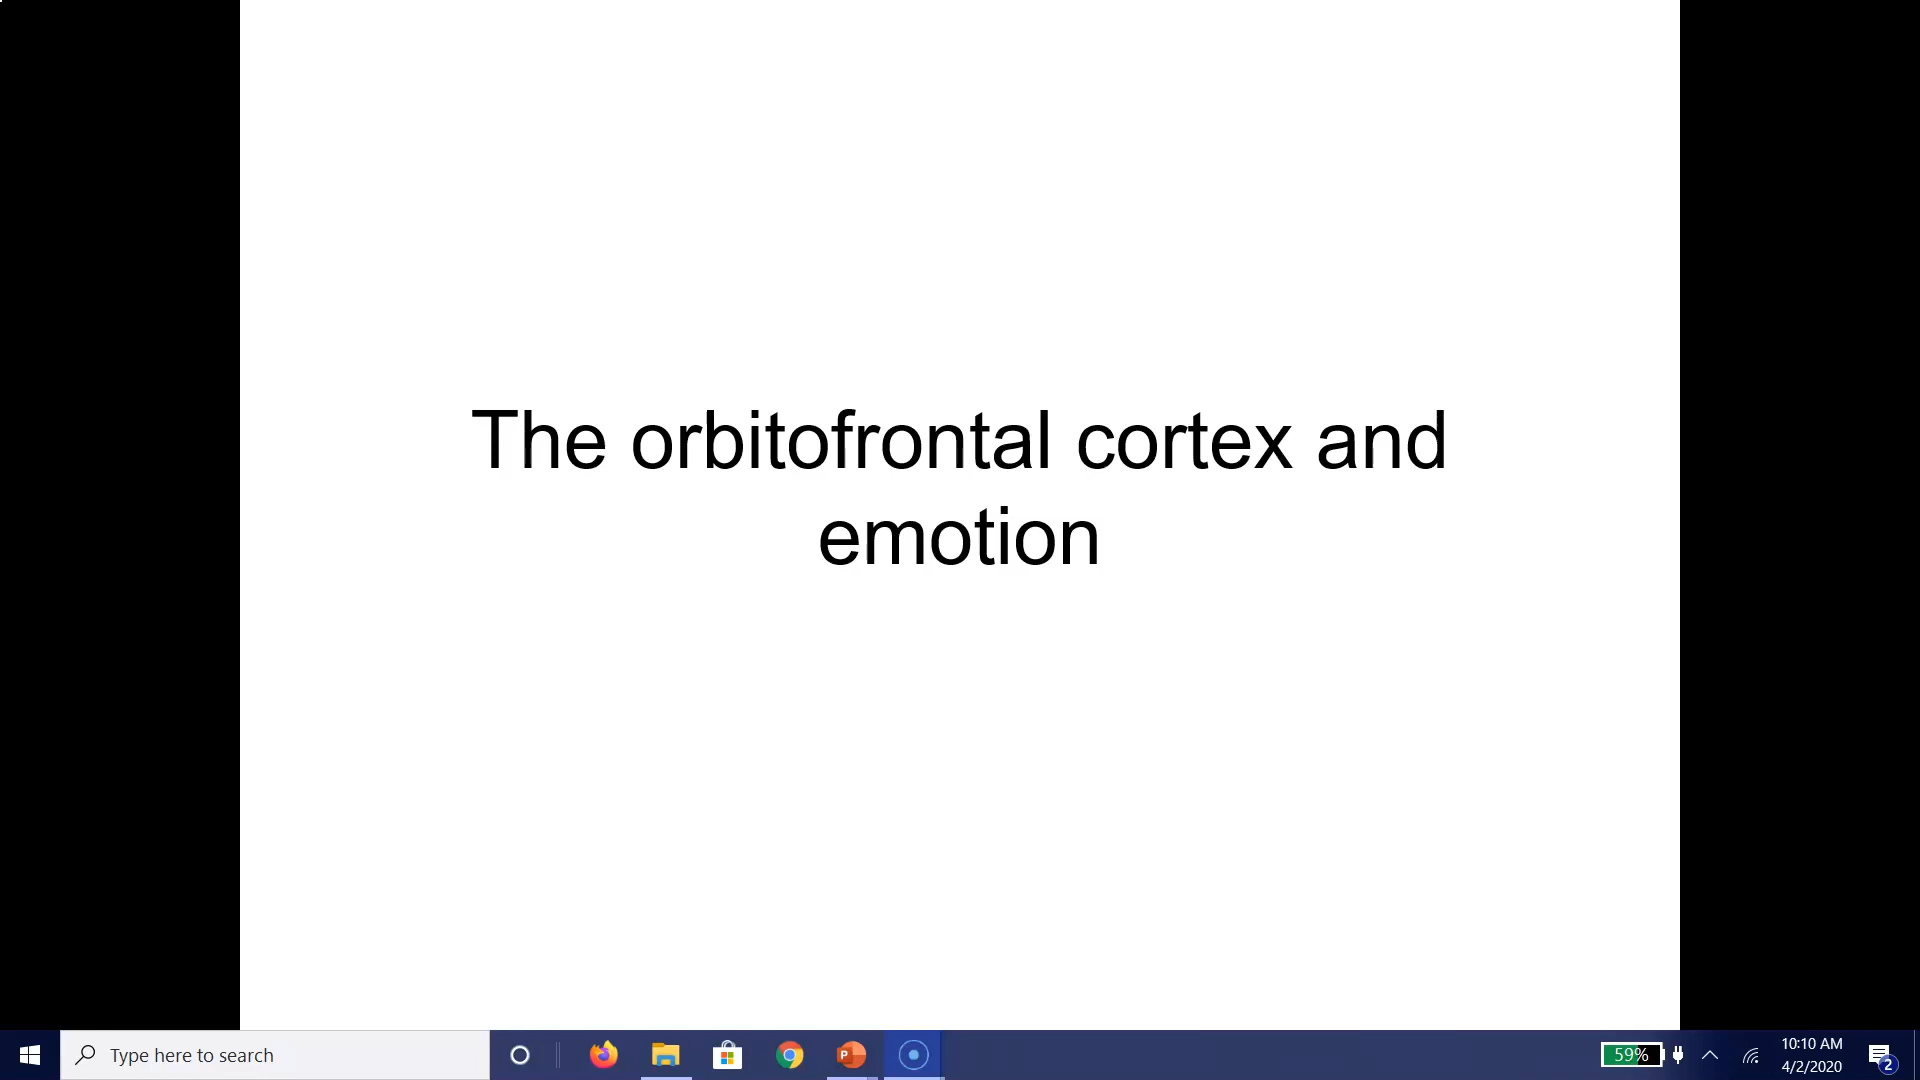 The orbitofrontal cortex and
emotion
Type here to search
P
59%
10:10 AM
4/2/2020
2